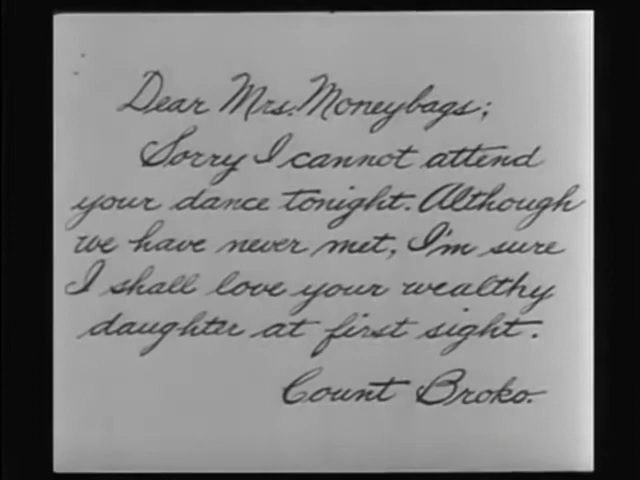 Dear Mrs. Moneybags;
Sorry I cannot attend
your dance tonight. Although
we have never met, I'm sure
I shall love your wealthy
daughter at first sight.
Count Broko.